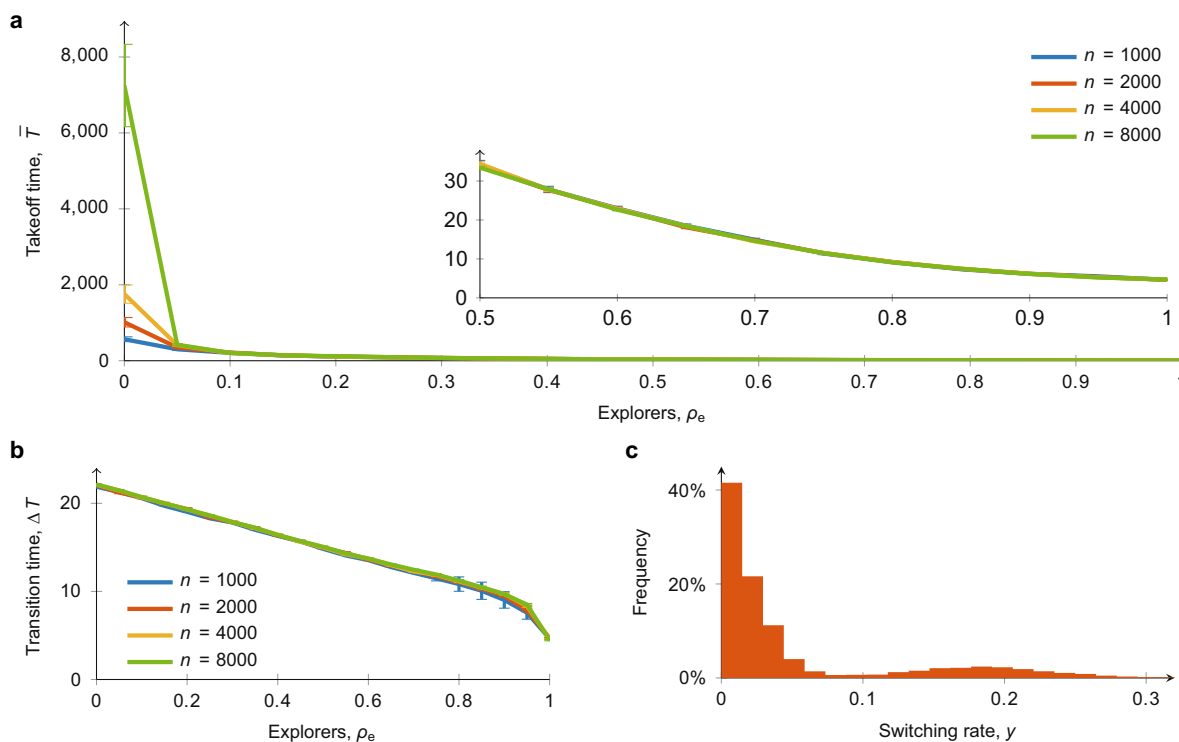 a
Takeoff time, T̅
8,000
6,000
4,000
2,000
0
0 0.1 0.2 0.3 0.4 0.5 0.6 0.7 0.8 0.9 1
Explorers, ρe
n = 1000
n = 2000
n = 4000
n = 8000
30
20
10
0
0.5 0.6 0.7 0.8 0.9 1
b
Transition time, Δ T
20
10
0
0 0.2 0.4 0.6 0.8 1
Explorers, ρe
n = 1000
n = 2000
n = 4000
n = 8000
c
Frequency
40%
20%
0%
0 0.1 0.2 0.3
Switching rate, y